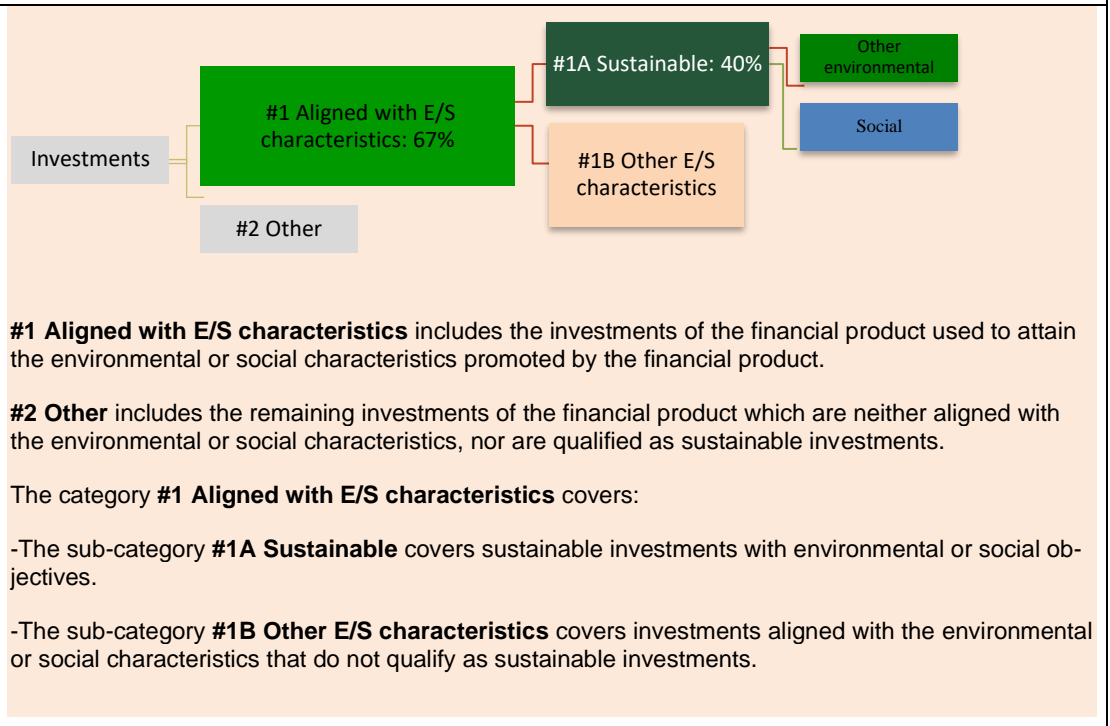 Investments
#1 Aligned with E/S
characteristics: 67%
#2 Other
#1A Sustainable: 40%
#1B Other E/S
characteristics
Other
environmental
Social
#1 Aligned with E/S characteristics includes the investments of the financial product used to attain
the environmental or social characteristics promoted by the financial product.
#2 Other includes the remaining investments of the financial product which are neither aligned with
the environmental or social characteristics, nor are qualified as sustainable investments.
The category #1 Aligned with E/S characteristics covers:
-The sub-category #1A Sustainable covers sustainable investments with environmental or social ob-
jectives.
-The sub-category #1B Other E/S characteristics covers investments aligned with the environmental
or social characteristics that do not qualify as sustainable investments.